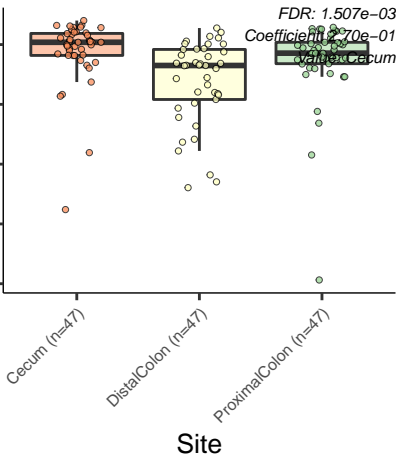 FDR: 1.507e−03
Coefficient: 2.70e−01
Value: Cecum
Cecum (n=47)
DistalColon (n=47)
ProximalColon (n=47)
Site